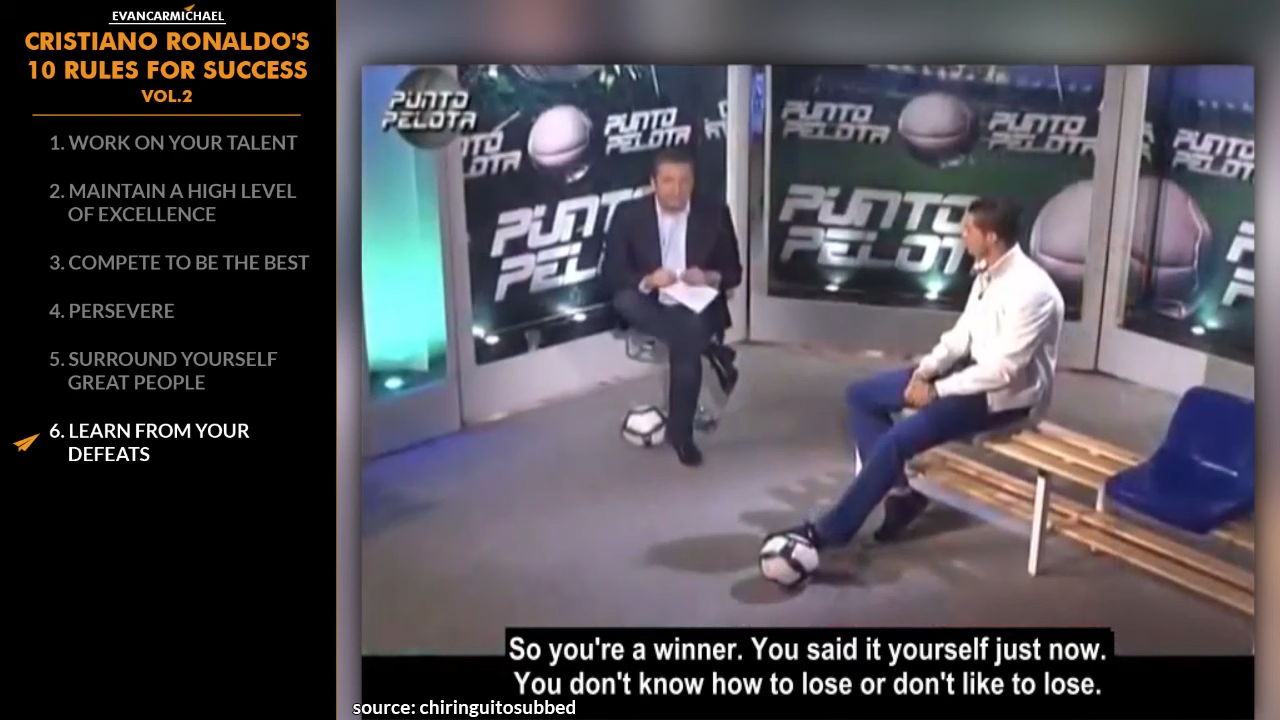 EVANCARMICHAEL
CRISTIANO RONALDO'S
10 RULES FOR SUCCESS
VOL.2
1. WORK ON YOUR TALENT
2. MAINTAIN A HIGH LEVEL
OF EXCELLENCE
3. COMPETE TO BE THE BEST
4. PERSEVERE
5. SURROUND YOURSELF
GREAT PEOPLE
6. LEARN FROM YOUR
DEFEATS
PUNTO
PELOTA
PUNTO
PELOTA
PUNTO
PELOTA
PUNTO
PELOTA
PUNTO
PELOTA
So you're a winner. You said it yourself just now.
You don't know how to lose or don't like to lose.
source: chiringuitosubbed